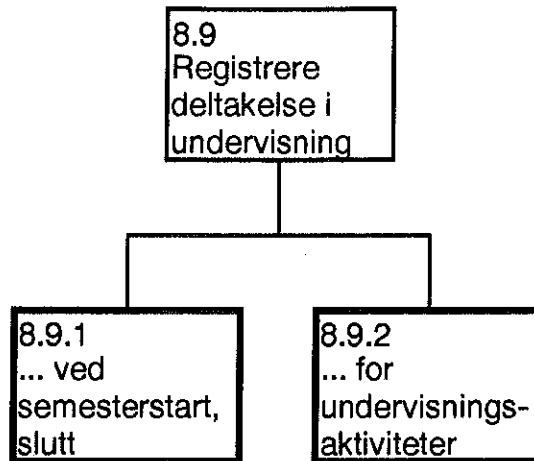 8.9
Registrere
deltakelse i
undervisning
8.9.1
... ved
semesterstart,
slutt
8.9.2
... for
undervisnings-
aktiviteter